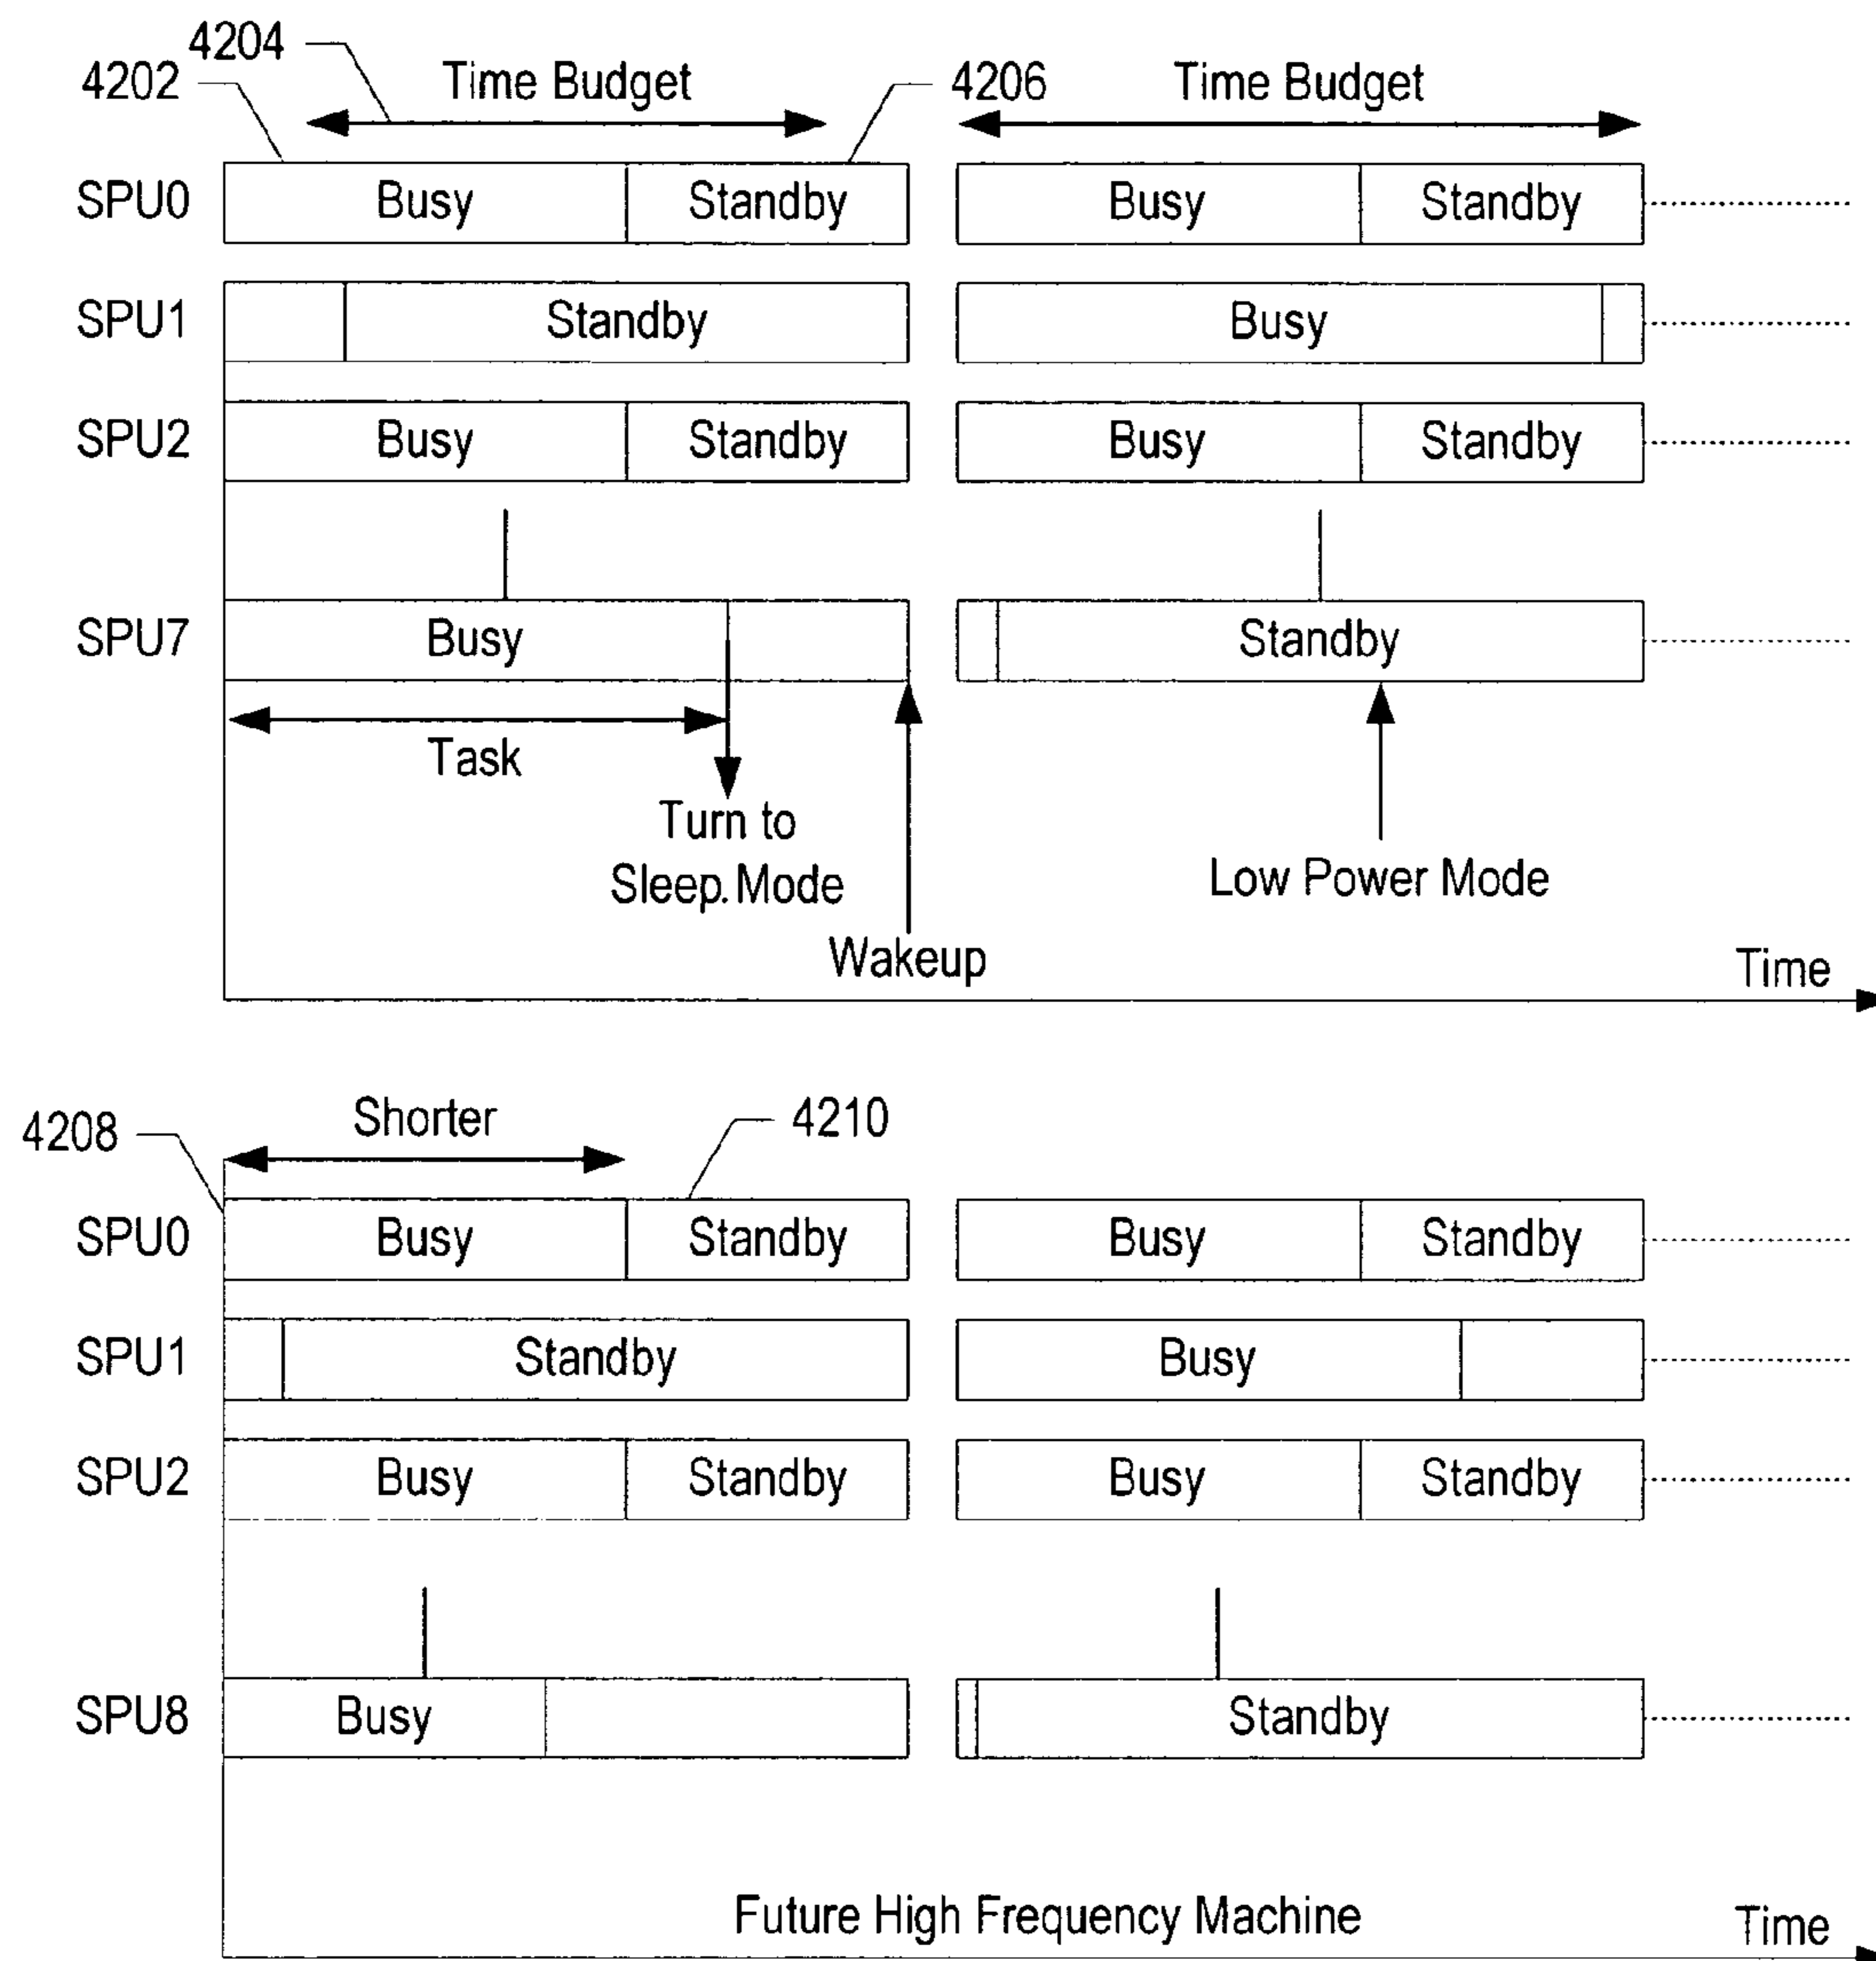 4204
4202
Time Budget
4206
Time Budget
SPU0
Busy
Standby
Busy
Standby
SPU1
Standby
Busy
SPU2
Busy
Standby
Busy
Standby
SPU7
Busy
Standby
Task
Turn to
Sleep. Mode
Low Power Mode
Wakeup
Time
4208
Shorter
4210
SPU0
Busy
Standby
Busy
Standby
SPU1
Standby
Busy
SPU2
Busy
Standby
Busy
Standby
SPU8
Busy
Standby
Future High Frequency Machine
Time